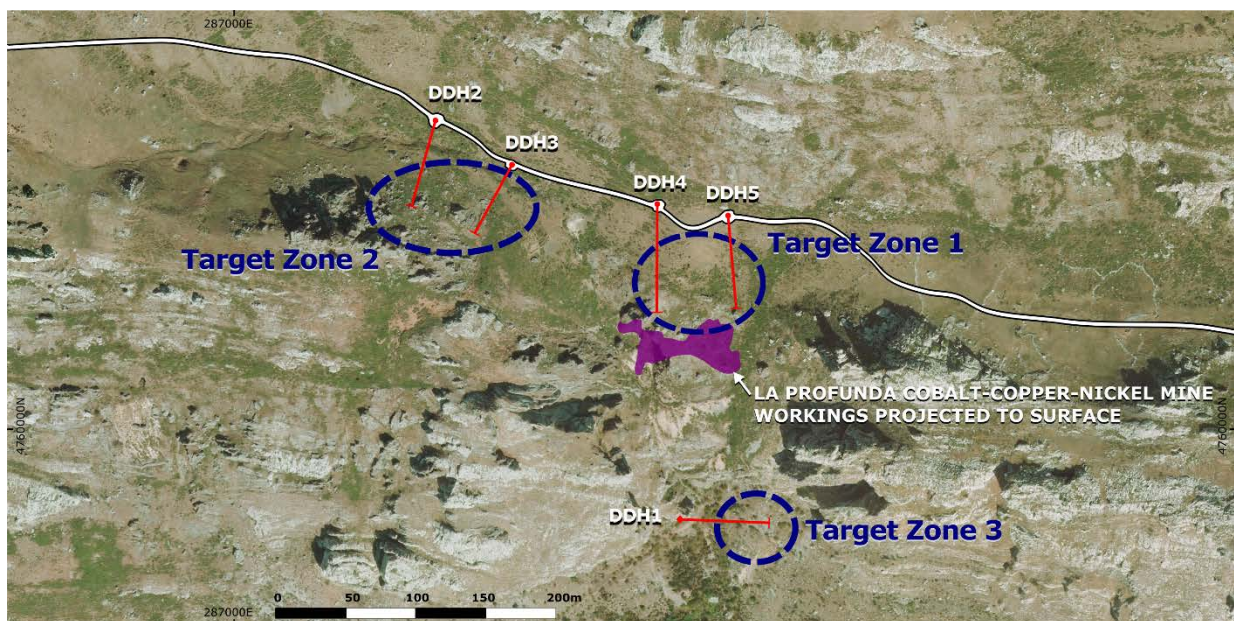 287000E
DDH2
DDH3
DDH4
DDH5
Target Zone 1
Target Zone 2
LA PROFUNDA COBALT-COPPER-NICKEL MINE
WORKINGS PROJECTED TO SURFACE
4760000N
4760000N
DDH1
Target Zone 3
0 50 100 150 200m
287000E